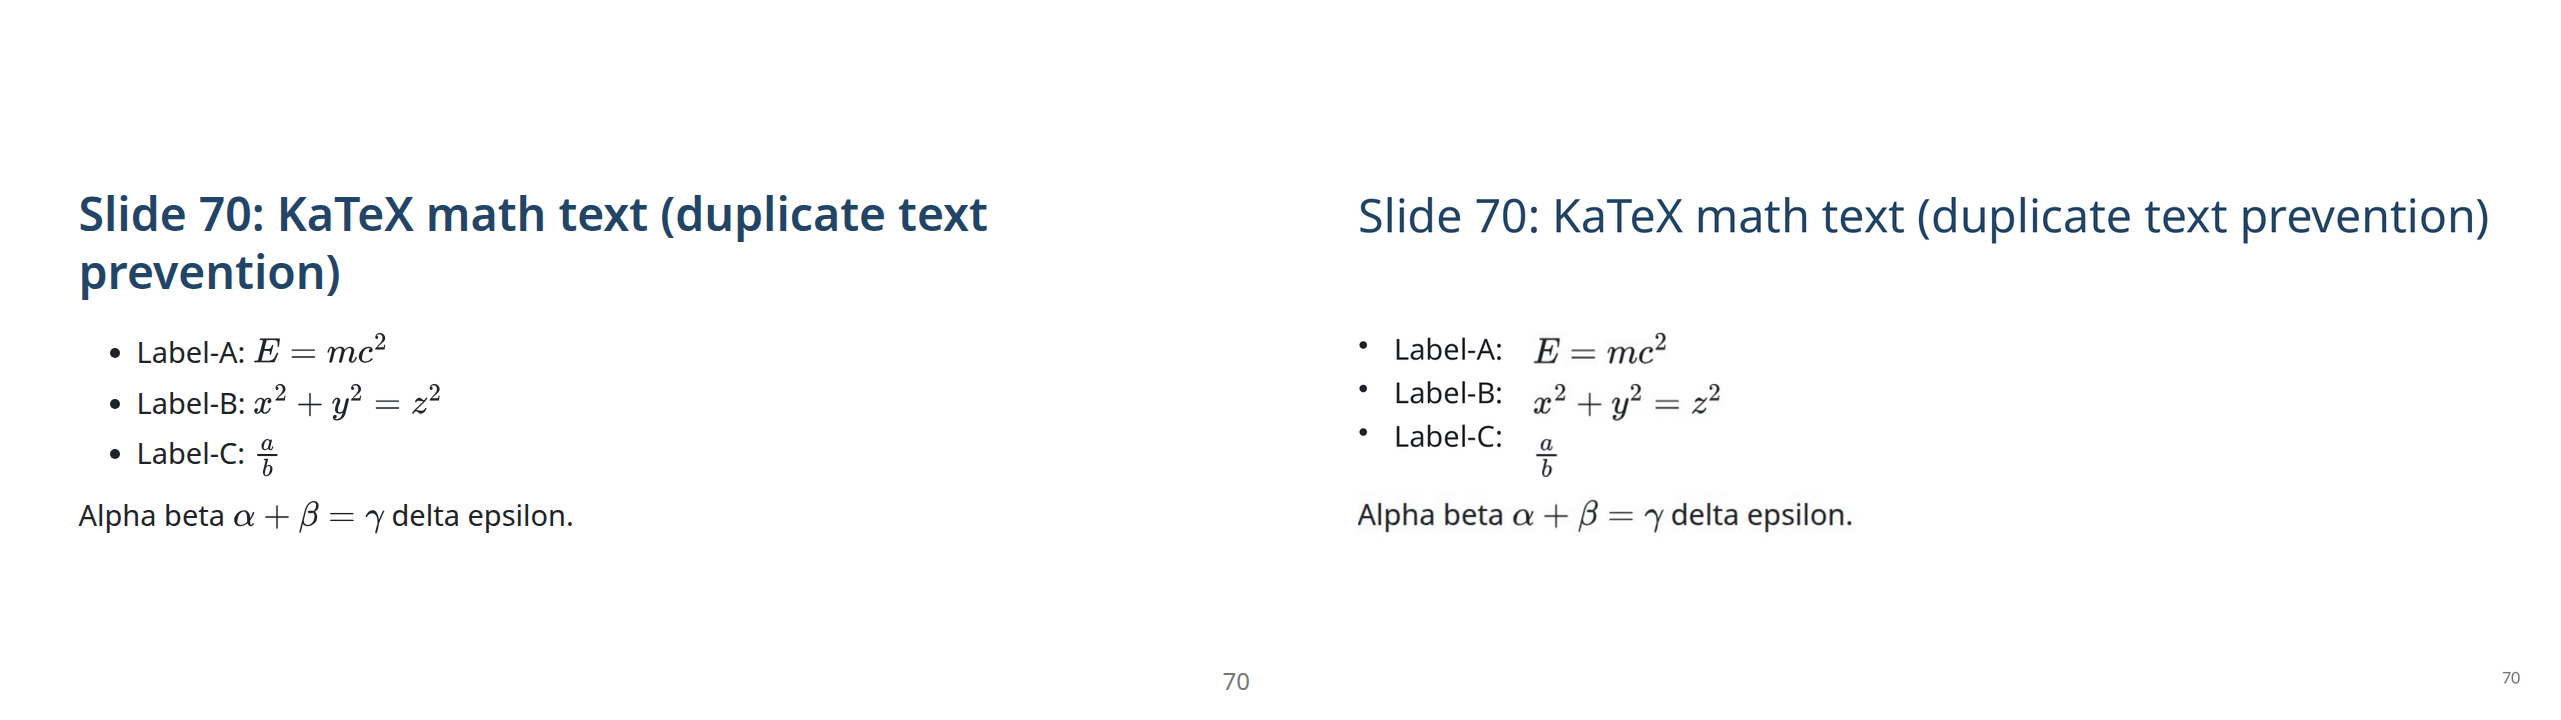 Slide 70: KaTeX math text (duplicate text
prevention)
• Label-A: E = mc²
• Label-B: x² + y² = z²
• Label-C: a/b
Alpha beta α + β = γ delta epsilon.
70
Slide 70: KaTeX math text (duplicate text prevention)
• Label-A: E = mc²
• Label-B: x² + y² = z²
• Label-C: a/b
Alpha beta α + β = γ delta epsilon.
70